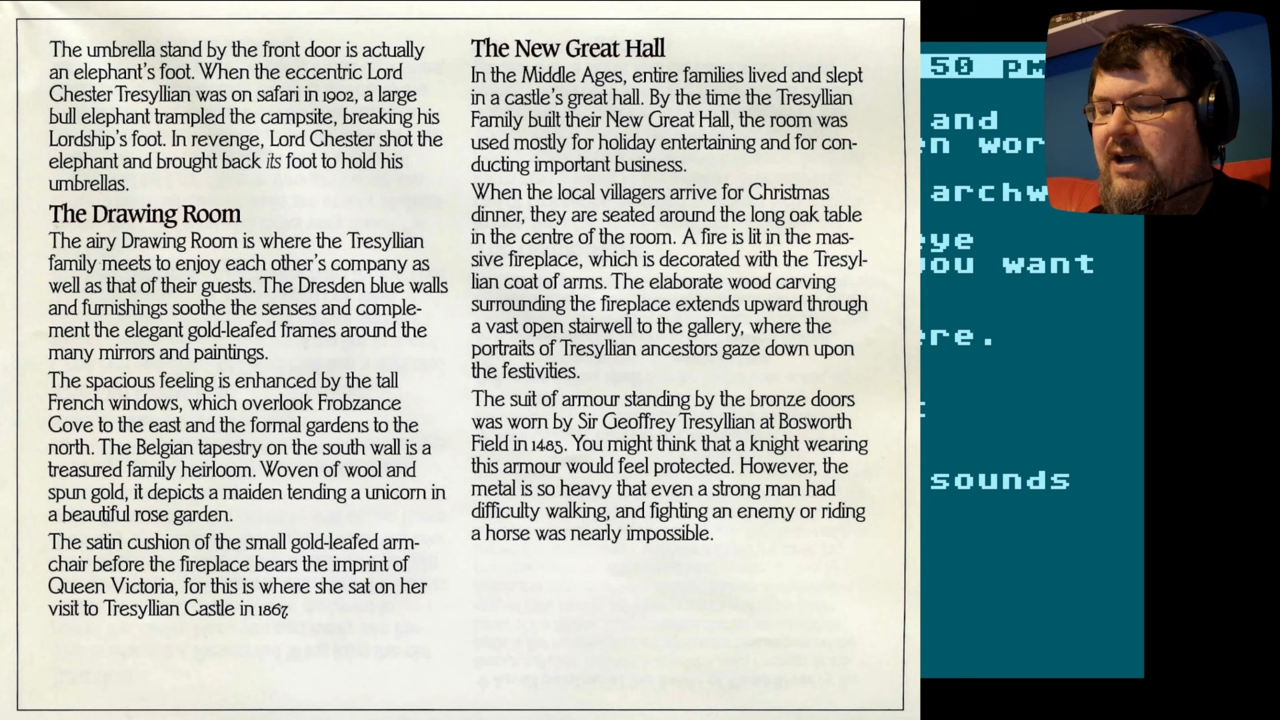 The umbrella stand by the front door is actually
an elephant's foot. When the eccentric Lord
Chester Tresyllian was on safari in 1902, a large
bull elephant trampled the campsite, breaking his
Lordship's foot. In revenge, Lord Chester shot the
elephant and brought back its foot to hold his
umbrellas.
The Drawing Room
The airy Drawing Room is where the Tresyllian
family meets to enjoy each other's company as
well as that of their guests. The Dresden blue walls
and furnishings soothe the senses and comple-
ment the elegant gold-leafed frames around the
many mirrors and paintings.
The spacious feeling is enhanced by the tall
French windows, which overlook Frobzance
Cove to the east and the formal gardens to the
north. The Belgian tapestry on the south wall is a
treasured family heirloom. Woven of wool and
spun gold, it depicts a maiden tending a unicorn in
a beautiful rose garden.
The satin cushion of the small gold-leafed arm-
chair before the fireplace bears the imprint of
Queen Victoria, for this is where she sat on her
visit to Tresyllian Castle in 1867.
The New Great Hall
In the Middle Ages, entire families lived and slept
in a castle's great hall. By the time the Tresyllian
Family built their New Great Hall, the room was
used mostly for holiday entertaining and for con-
ducting important business.
When the local villagers arrive for Christmas
dinner, they are seated around the long oak table
in the centre of the room. A fire is lit in the mas-
sive fireplace, which is decorated with the Tresyl-
lian coat of arms. The elaborate wood carving
surrounding the fireplace extends upward through
a vast open stairwell to the gallery, where the
portraits of Tresyllian ancestors gaze down upon
the festivities.
The suit of armour standing by the bronze doors
was worn by Sir Geoffrey Tresyllian at Bosworth
Field in 1485. You might think that a knight wearing
this armour would feel protected. However, the
metal is so heavy that even a strong man had
difficulty walking, and fighting an enemy or riding
a horse was nearly impossible.
50 pm
and
en wor
archw
eye
you want
ere.
sounds